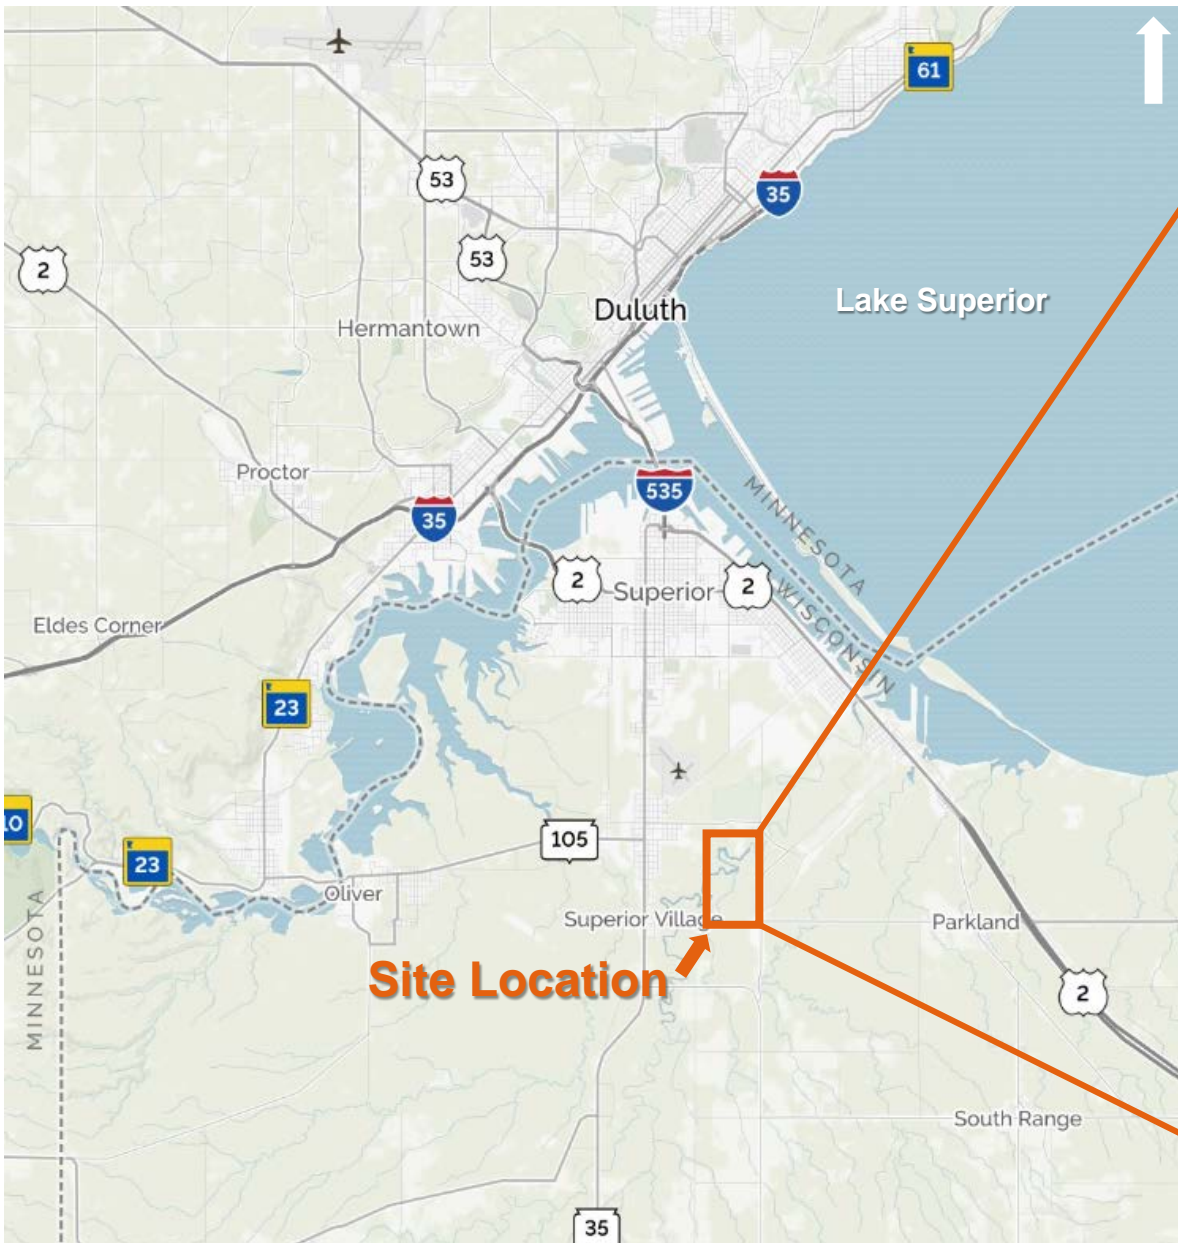 61
53
35
53
2
Lake Superior
Duluth
Hermantown
Proctor
535
35
MINNESOTA
WISCONSIN
2
Superior
2
Eldes Corner
23
10
105
23
Oliver
Superior Village
Parkland
MINNESOTA
Site Location
2
South Range
35